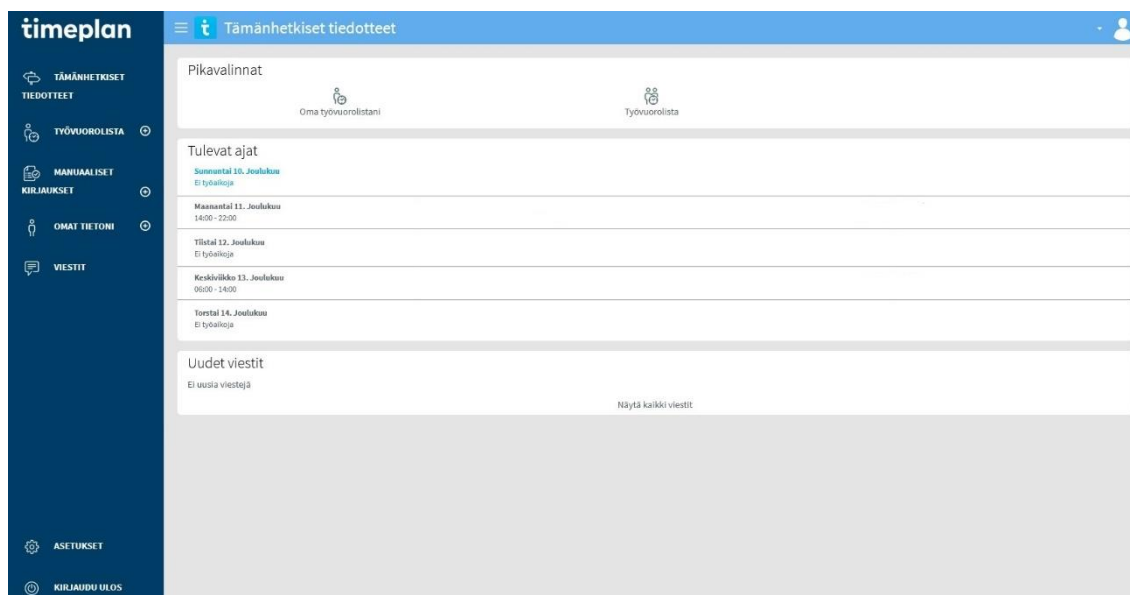 timeplan
TÄMÄNHETKISET
TIEDOTTEET
TYÖVUOROLISTA
MANUAALISET
KIRJAUKSET
OMAT TIETONI
VIESTIT
ASETUKSET
KIRJAUDU ULOS
t Tämänhetkiset tiedotteet
Pikavalinnat
Oma työvuorolistani
Työvuorolista
Tulevat ajat
Sunnuntai 10. Joulukuu
Ei työaikoja
Maanantai 11. Joulukuu
14:00 - 22:00
Tiistai 12. Joulukuu
Ei työaikoja
Keskiviikko 13. Joulukuu
06:00 - 14:00
Torstai 14. Joulukuu
Ei työaikoja
Uudet viestit
Ei uusia viestejä
Näytä kaikki viestit